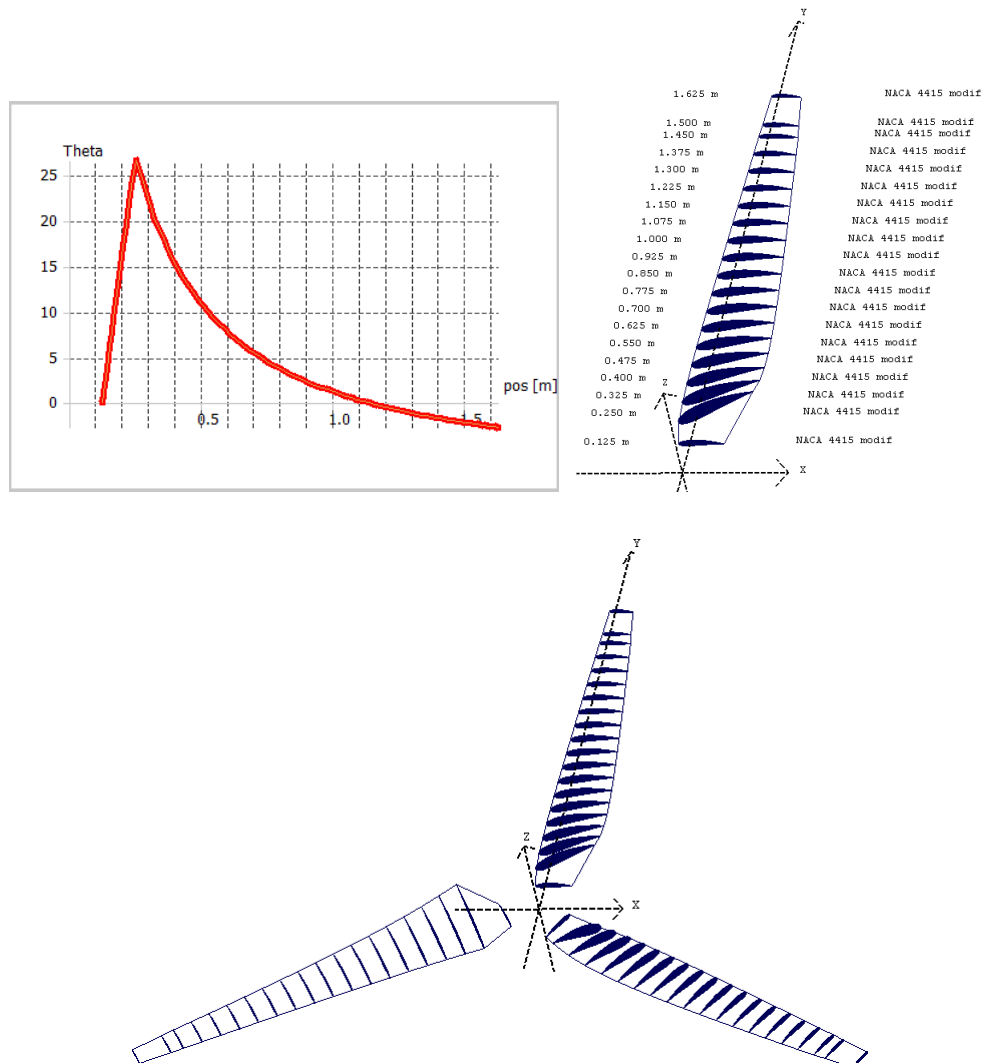 Theta
25
20
15
10
5
0
0.5
1.0
1.5
pos [m]
Y
1.625 m NACA 4415 modif
1.500 m NACA 4415 modif
1.450 m NACA 4415 modif
1.375 m NACA 4415 modif
1.300 m NACA 4415 modif
1.225 m NACA 4415 modif
1.150 m NACA 4415 modif
1.075 m NACA 4415 modif
1.000 m NACA 4415 modif
0.925 m NACA 4415 modif
0.850 m NACA 4415 modif
0.775 m NACA 4415 modif
0.700 m NACA 4415 modif
0.625 m NACA 4415 modif
0.550 m NACA 4415 modif
0.475 m NACA 4415 modif
0.400 m NACA 4415 modif
Z
0.325 m NACA 4415 modif
0.250 m NACA 4415 modif
0.125 m NACA 4415 modif
X
Y
Z
X